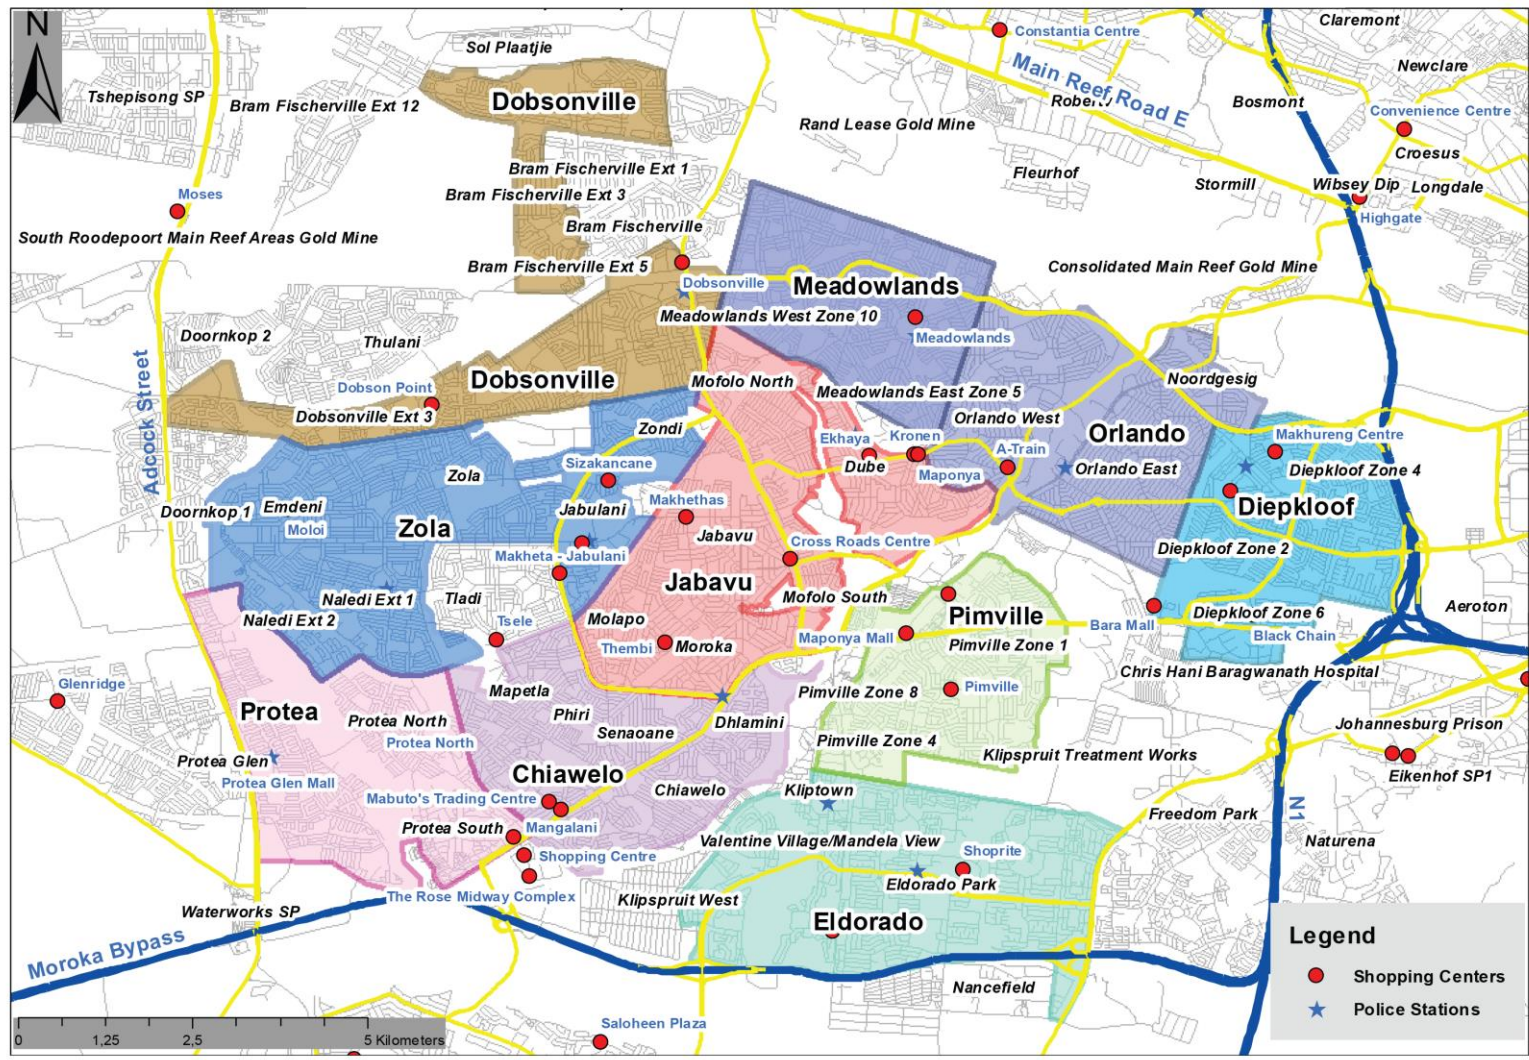 N
Sol Plaatjie
Constantia Centre
Claremont
Main Reef Road E
Newclare
Tshepisong SP
Bram Fischerville Ext 12
Dobsonville
Bosmont
Convenience Centre
Rand Lease Gold Mine
Croesus
Bram Fischerville Ext 1
Fleurhof
Stormill
Wibsey Dip
Longdale
Moses
Bram Fischerville Ext 3
Highgate
South Roodepoort Main Reef Areas Gold Mine
Bram Fischerville
Bram Fischerville Ext 5
Consolidated Main Reef Gold Mine
Dobsonville
Meadowlands
Meadowlands West Zone 10
Doornkop 2
Thulani
Meadowlands
Adcock Street
Dobson Point
Dobsonville
Mofolo North
Noordgesig
Meadowlands East Zone 5
Dobsonville Ext 3
Orlando West
Zondi
Ekhaya
Kronen
Orlando
Makhureng Centre
A-Train
Sizakancane
Dube
Orlando East
Diepkloof Zone 4
Zola
Maponya
Makhethas
Doornkop 1
Emdeni
Jabulani
Diepkloof
Moloi
Zola
Jabavu
Cross Roads Centre
Diepkloof Zone 2
Makheta - Jabulani
Jabavu
Naledi Ext 1
Tladi
Mofolo South
Aeroton
Naledi Ext 2
Molapo
Pimville
Diepkloof Zone 6
Tsele
Bara Mall
Black Chain
Thembi
Moroka
Maponya Mall
Pimville Zone 1
Chris Hani Baragwanath Hospital
Glenridge
Mapetla
Pimville Zone 8
Pimville
Protea
Protea North
Phiri
Dhlamini
Johannesburg Prison
Senaoane
Protea North
Pimville Zone 4
Klipspruit Treatment Works
Protea Glen
Chiawelo
Eikenhof SP1
Protea Glen Mall
Chiawelo
Kliptown
Mabuto's Trading Centre
N1
Freedom Park
Protea South
Mangalani
Valentine Village/Mandela View
Naturena
Shopping Centre
Shoprite
Eldorado Park
The Rose Midway Complex
Klipspruit West
Waterworks SP
Eldorado
Moroka Bypass
Legend
Shopping Centers
Nancefield
Police Stations
Saloheen Plaza
0 1,25 2,5 5 Kilometers